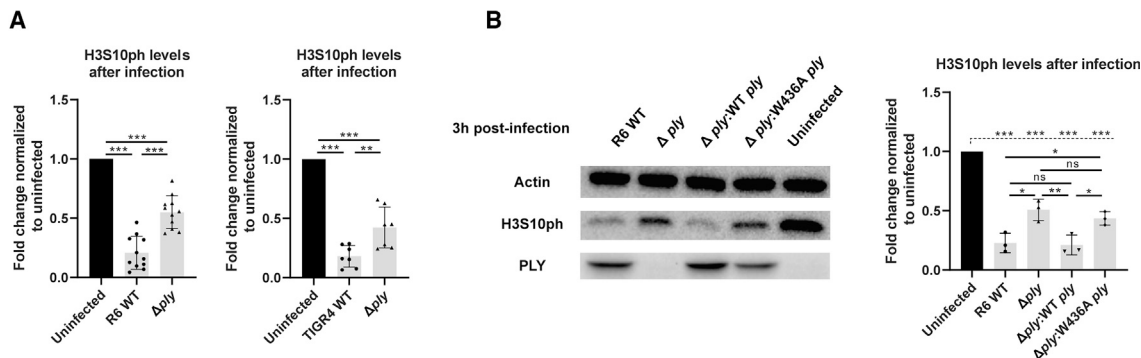 A
H3S10ph levels
after infection
Fold change normalized
to uninfected
1.5
1.0
0.5
0.0
***
*** ***
Uninfected
R6 WT
Δply
H3S10ph levels
after infection
Fold change normalized
to uninfected
1.5
1.0
0.5
0.0
***
*** **
Uninfected
TIGR4 WT
Δply
B
3h post-infection
R6 WT
Δ ply
Δ ply:WT ply
Δ ply:W436A ply
Uninfected
Actin
H3S10ph
PLY
H3S10ph levels after infection
Fold change normalized
to uninfected
1.5
1.0
0.5
0.0
*** *** *** ***
*
ns
ns
* ** *
Uninfected
R6 WT
Δply
Δply:WT ply
Δply:W436A ply